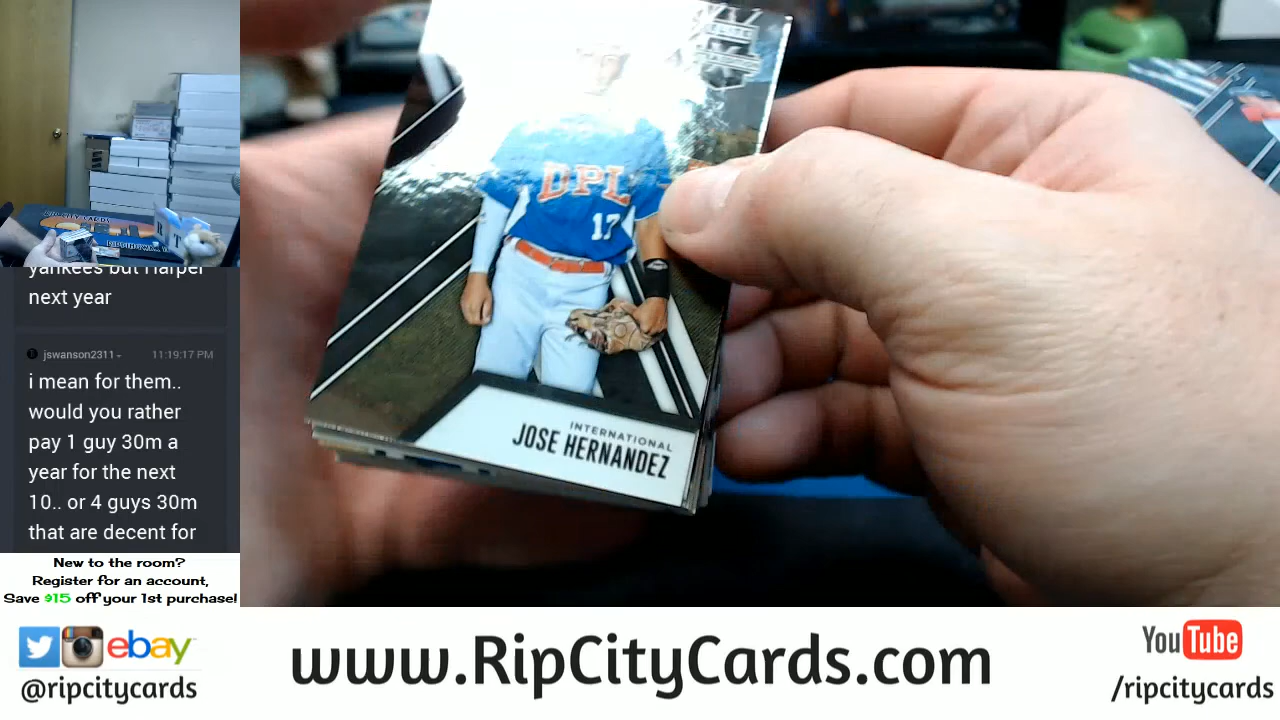 yankees but Harper
next year
jswanson2311
11:19:17 PM
i mean for them..
would you rather
pay 1 guy 30m a
year for the next
10.. or 4 guys 30m
that are decent for
New to the room?
Register for an account,
Save $15 off your 1st purchase!
ebay
@ripcitycards
DPL
17
INTERNATIONAL
JOSE HERNANDEZ
www.RipCityCards.com
YouTube
/ripcitycards